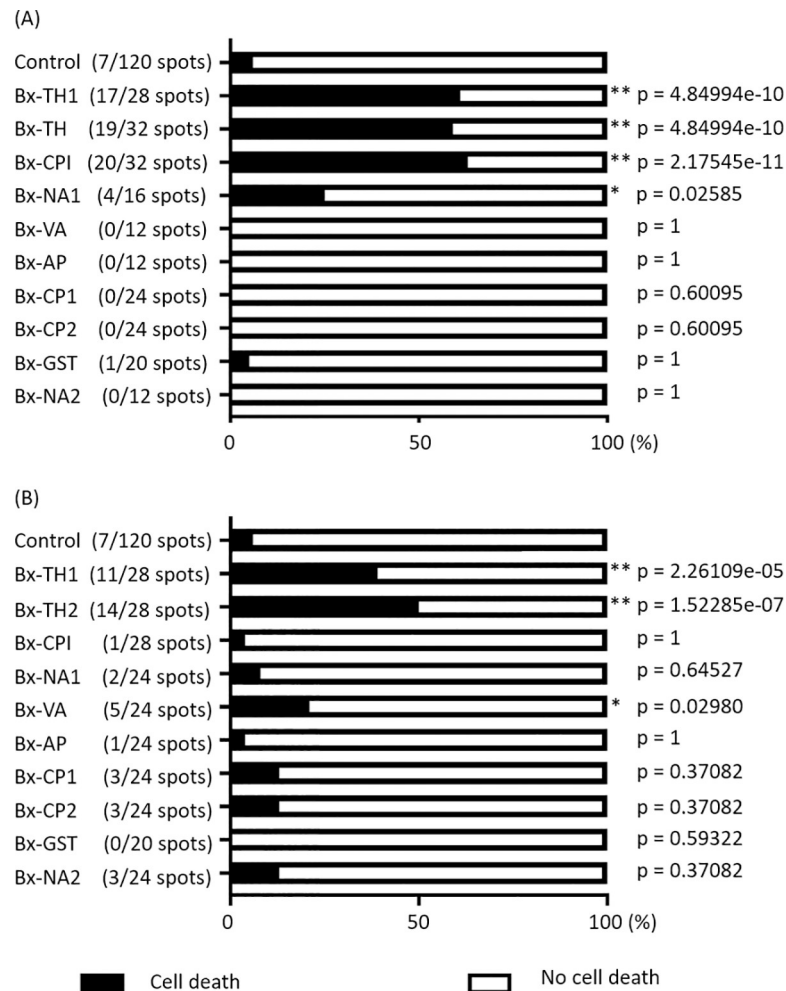 (A)
Control (7/120 spots)
Bx-TH1 (17/28 spots) ** p = 4.84994e-10
Bx-TH (19/32 spots) ** p = 4.84994e-10
Bx-CPI (20/32 spots) ** p = 2.17545e-11
Bx-NA1 (4/16 spots) * p = 0.02585
Bx-VA (0/12 spots) p = 1
Bx-AP (0/12 spots) p = 1
Bx-CP1 (0/24 spots) p = 0.60095
Bx-CP2 (0/24 spots) p = 0.60095
Bx-GST (1/20 spots) p = 1
Bx-NA2 (0/12 spots) p = 1
0 50 100 (%)
(B)
Control (7/120 spots)
Bx-TH1 (11/28 spots) ** p = 2.26109e-05
Bx-TH2 (14/28 spots) ** p = 1.52285e-07
Bx-CPI (1/28 spots) p = 1
Bx-NA1 (2/24 spots) p = 0.64527
Bx-VA (5/24 spots) * p = 0.02980
Bx-AP (1/24 spots) p = 1
Bx-CP1 (3/24 spots) p = 0.37082
Bx-CP2 (3/24 spots) p = 0.37082
Bx-GST (0/20 spots) p = 0.59322
Bx-NA2 (3/24 spots) p = 0.37082
0 50 100 (%)
Cell death No cell death